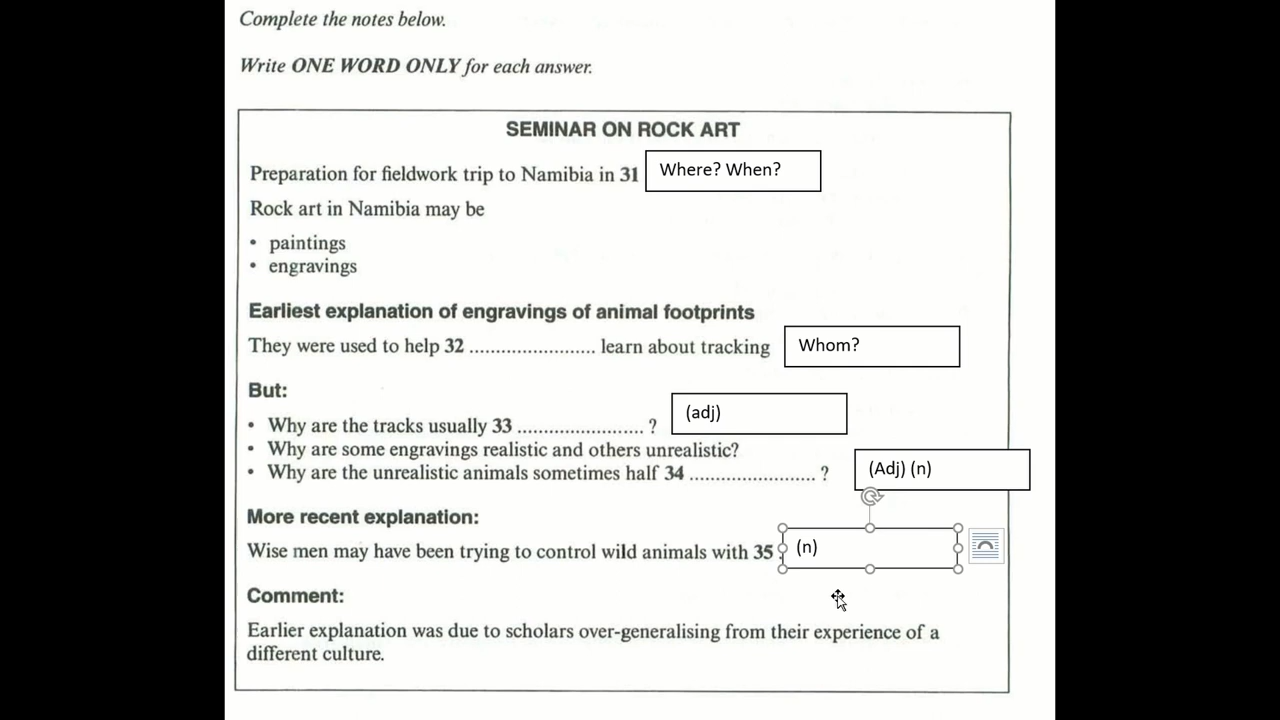 Complete the notes below.
Write ONE WORD ONLY for each answer.
SEMINAR ON ROCK ART
Preparation for fieldwork trip to Namibia in 31 Where? When?
Rock art in Namibia may be
• paintings
• engravings
Earliest explanation of engravings of animal footprints
They were used to help 32 ........................ learn about tracking Whom?
But:
• Why are the tracks usually 33 ........................ ? (adj)
• Why are some engravings realistic and others unrealistic?
• Why are the unrealistic animals sometimes half 34 ........................ ? (Adj) (n)
More recent explanation:
Wise men may have been trying to control wild animals with 35 (n)
Comment:
Earlier explanation was due to scholars over-generalising from their experience of a
different culture.